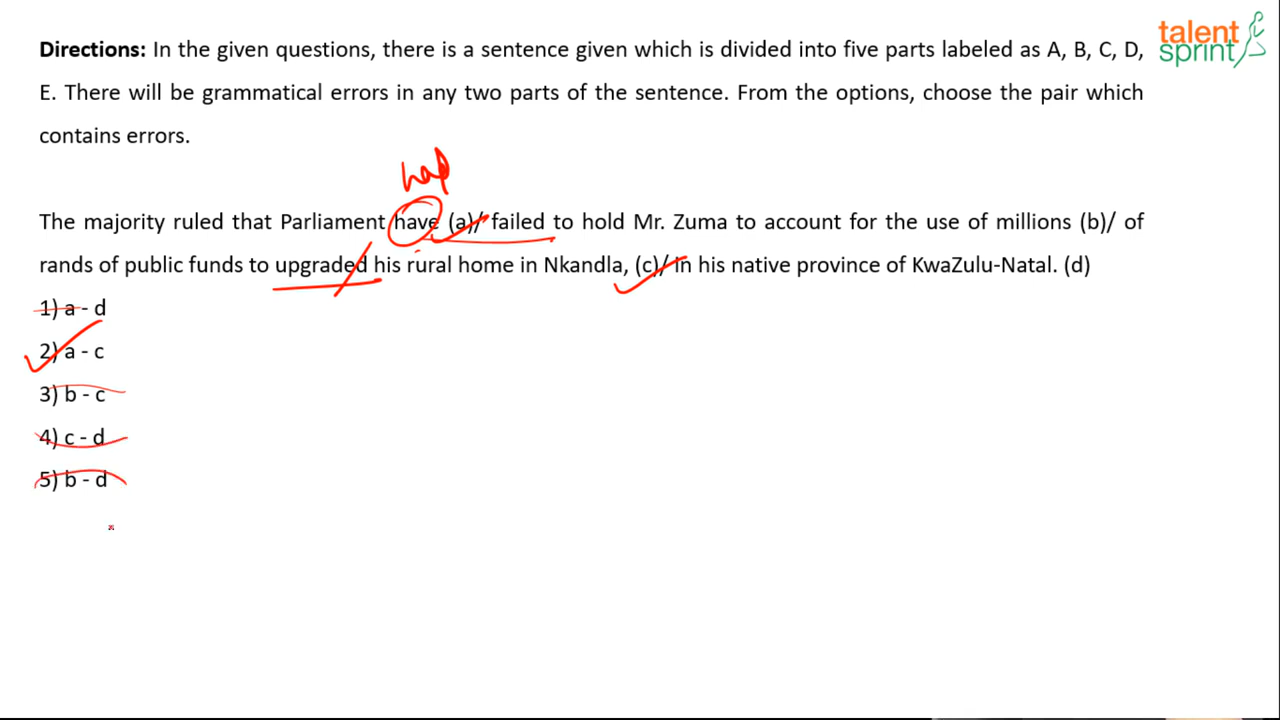 talent
sprint
Directions: In the given questions, there is a sentence given which is divided into five parts labeled as A, B, C, D,
E. There will be grammatical errors in any two parts of the sentence. From the options, choose the pair which
contains errors.
had
The majority ruled that Parliament have (a)/ failed to hold Mr. Zuma to account for the use of millions (b)/ of
rands of public funds to upgraded his rural home in Nkandla, (c)/ in his native province of KwaZulu-Natal. (d)
1) a - d
2) a - c
3) b - c
4) c - d
5) b - d